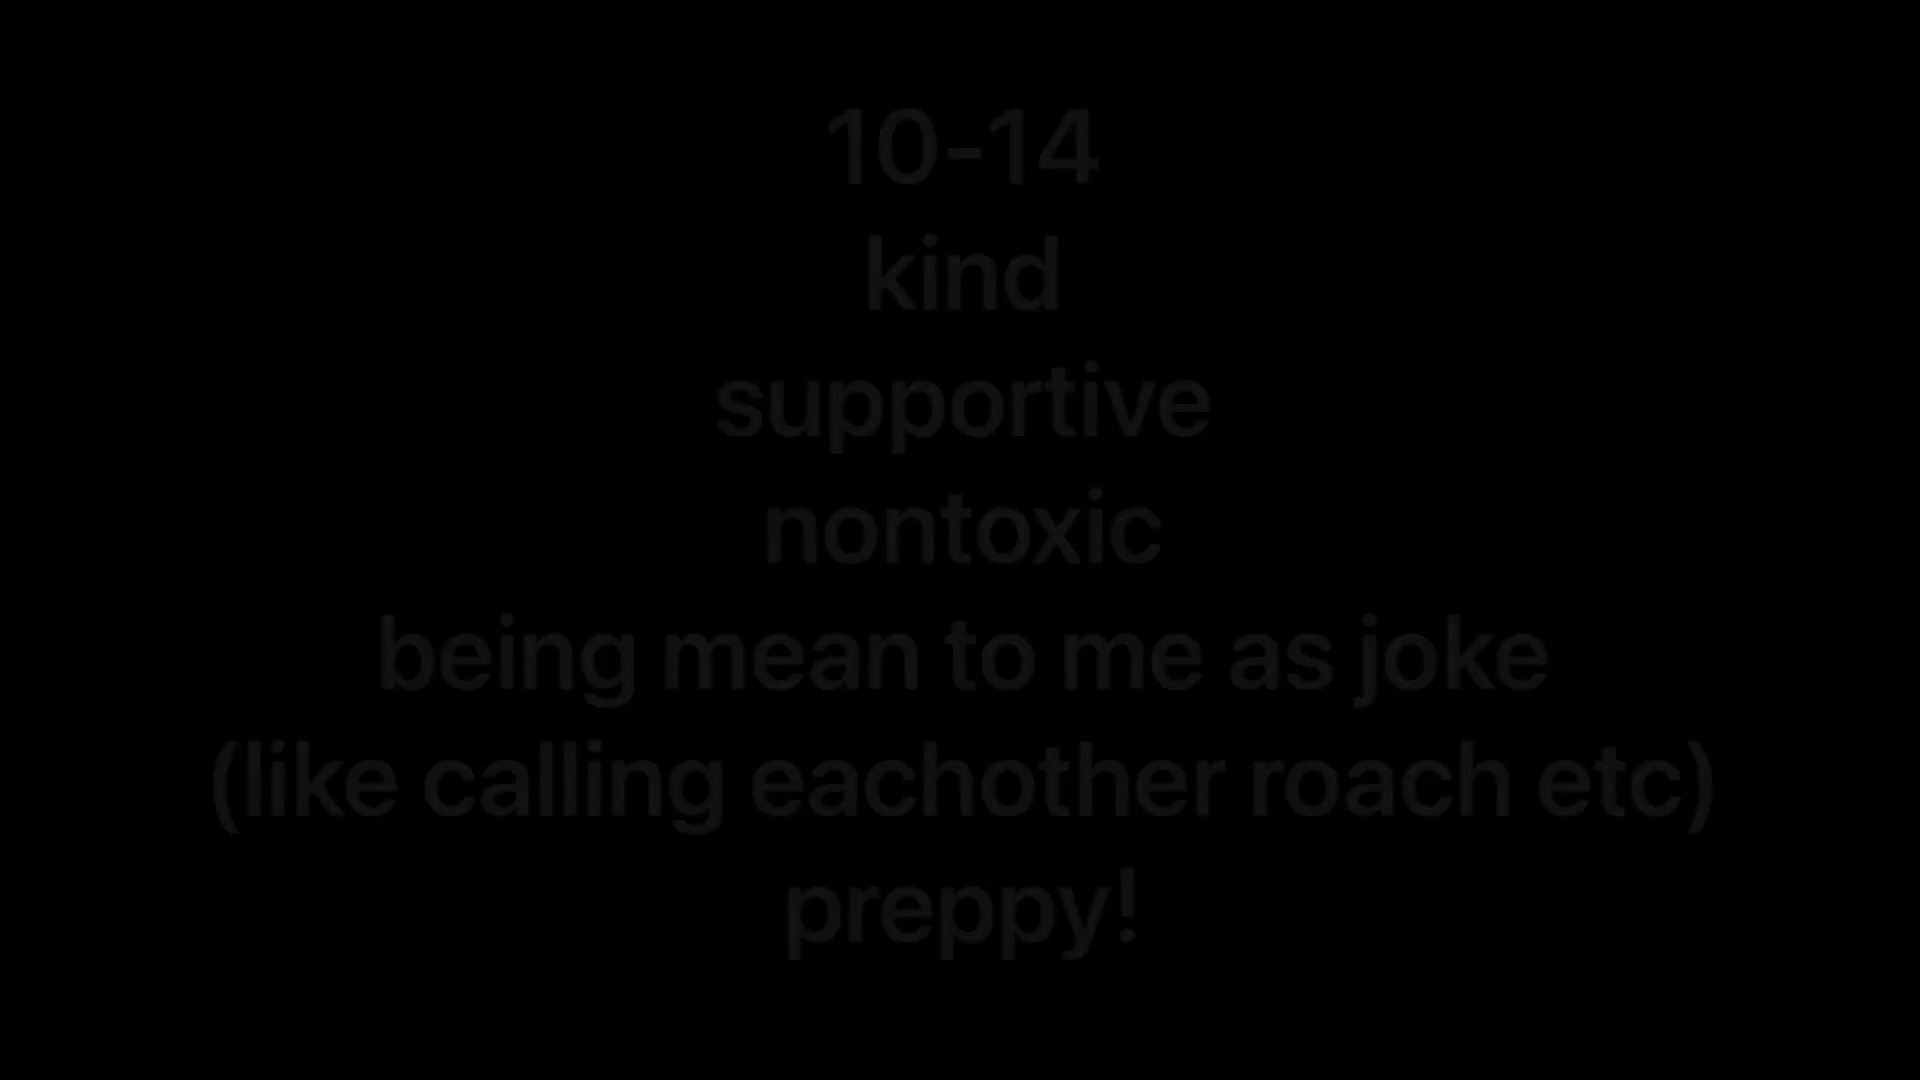 10-14
kind
supportive
nontoxic
being mean to me as joke
(like calling eachother roach etc)
preppy!